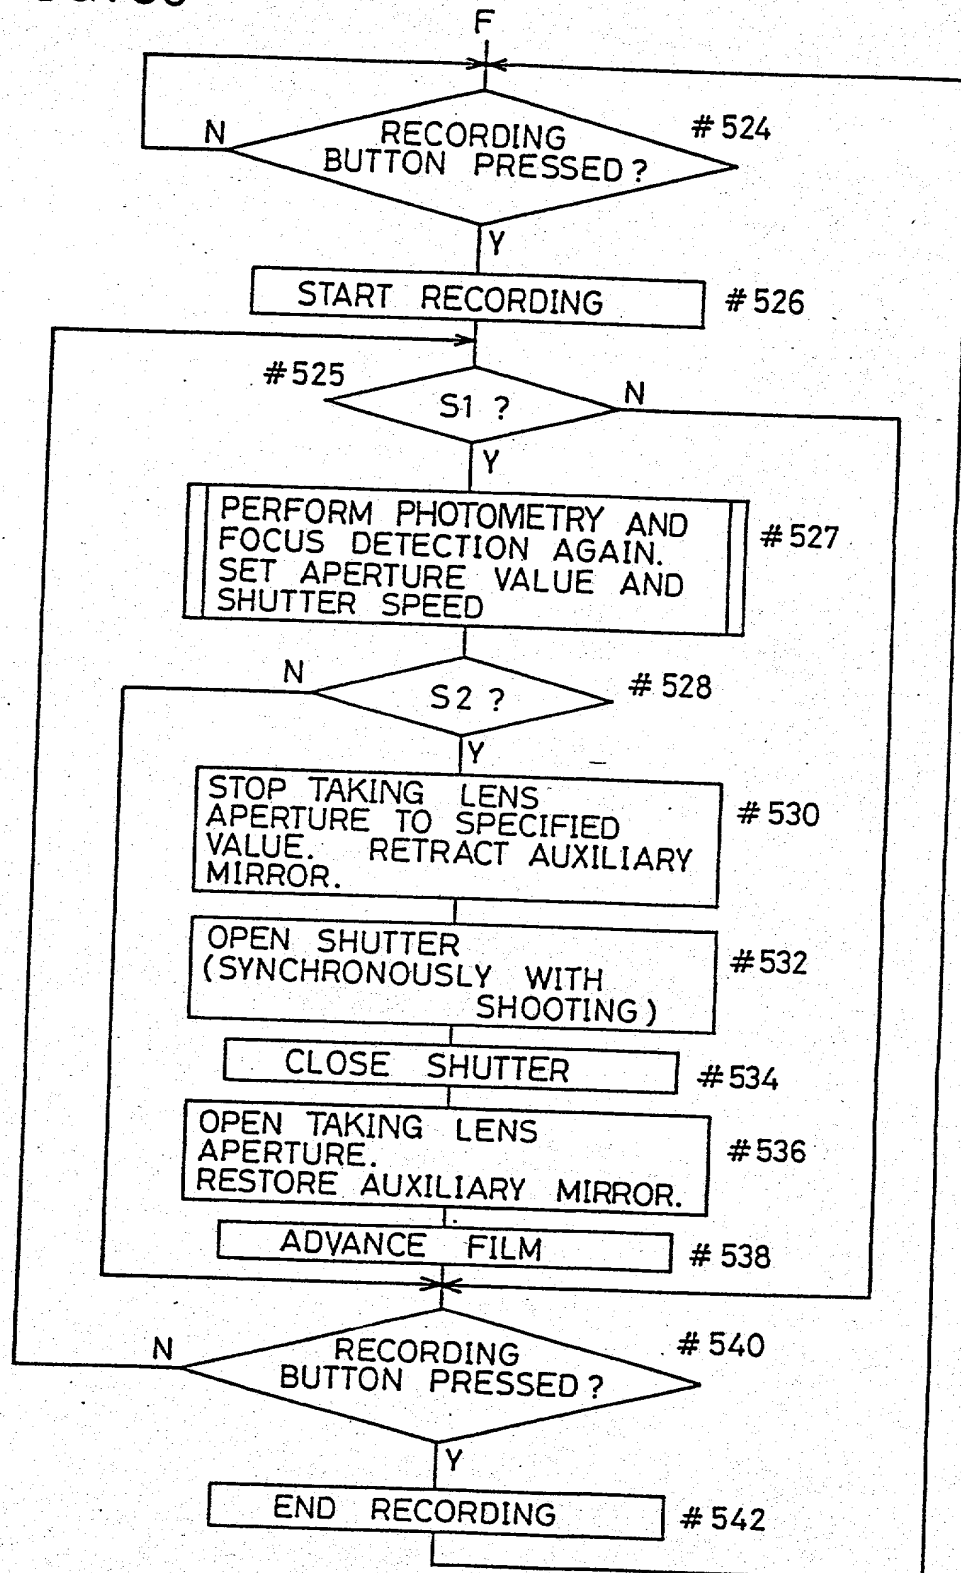 F
RECORDING
BUTTON PRESSED?
#524
N
Y
START RECORDING
#526
#525
S1 ?
N
Y
PERFORM PHOTOMETRY AND
FOCUS DETECTION AGAIN.
SET APERTURE VALUE AND
SHUTTER SPEED
#527
N
S2 ?
#528
Y
STOP TAKING LENS
APERTURE TO SPECIFIED
VALUE. RETRACT AUXILIARY
MIRROR.
#530
OPEN SHUTTER
(SYNCHRONOUSLY WITH
SHOOTING)
#532
CLOSE SHUTTER
#534
OPEN TAKING LENS
APERTURE.
RESTORE AUXILIARY MIRROR.
#536
ADVANCE FILM
#538
N
RECORDING
BUTTON PRESSED?
#540
Y
END RECORDING
#542